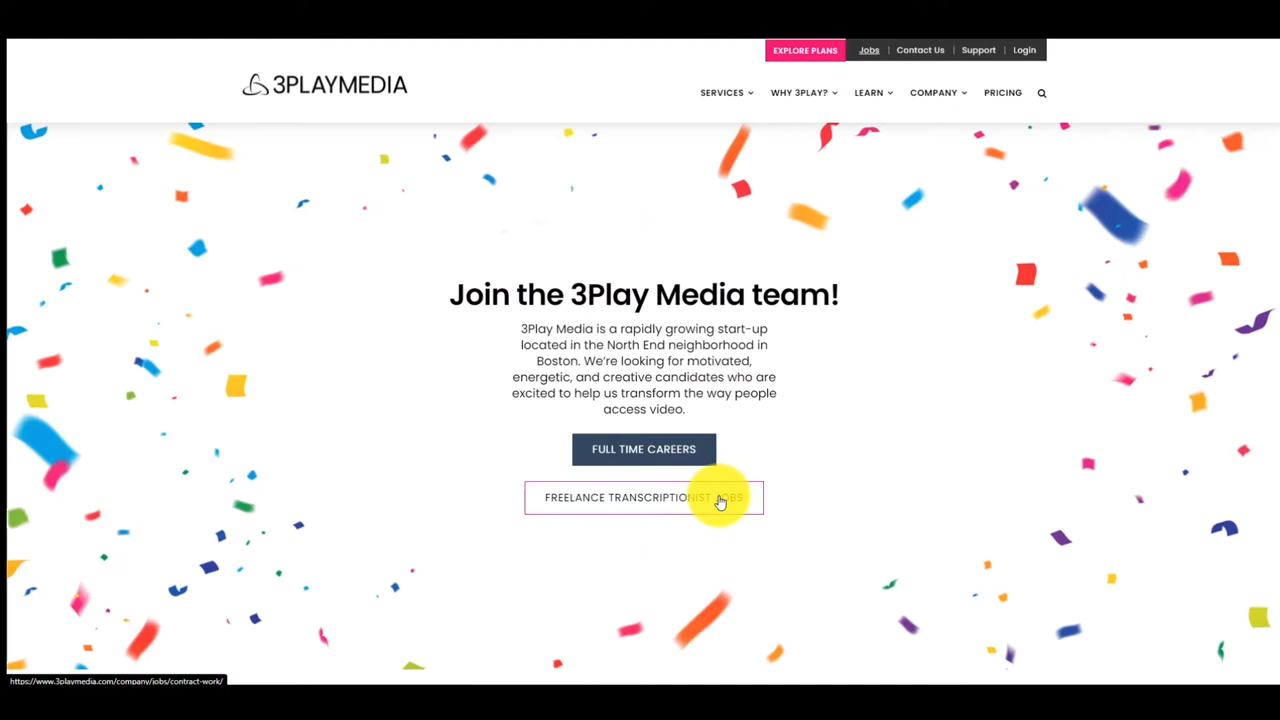 EXPLORE PLANS
Jobs | Contact Us | Support | Login
3PLAYMEDIA
SERVICES WHY 3PLAY? LEARN COMPANY PRICING
Join the 3Play Media team!
3Play Media is a rapidly growing start-up
located in the North End neighborhood in
Boston. We’re looking for motivated,
energetic, and creative candidates who are
excited to help us transform the way people
access video.
FULL TIME CAREERS
FREELANCE TRANSCRIPTIONIST JOBS
https://www.3playmedia.com/company/jobs/contract-work/